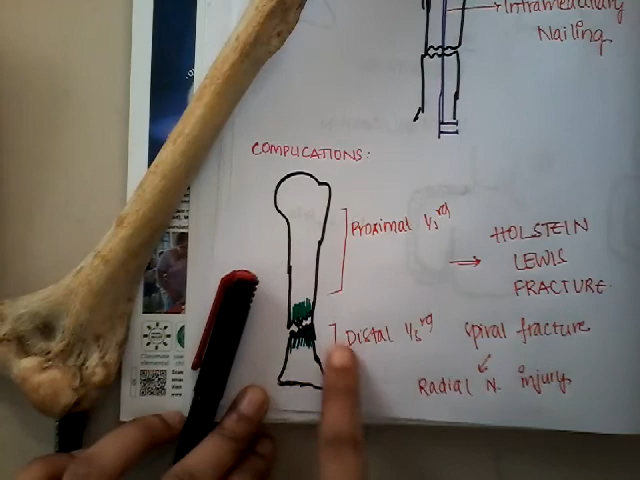 Intramedullary
Nailing
COMPLICATIONS:
Proximal 1/3rd
HOLSTEIN
LEWIS
FRACTURE.
Distal 1/3rd spiral fracture
Radial N. injury.